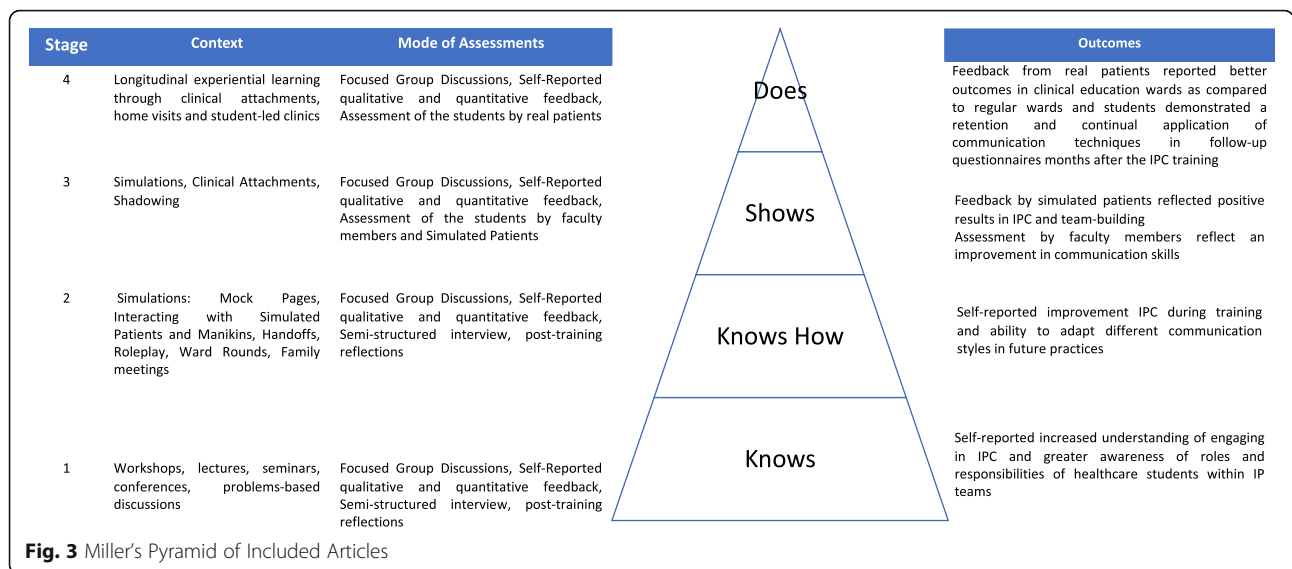 Stage
Context
Mode of Assessments
Outcomes
4
Longitudinal experiential learning
through clinical attachments,
home visits and student-led clinics
Focused Group Discussions, Self-Reported
qualitative and quantitative feedback,
Assessment of the students by real patients
Does
Feedback from real patients reported better
outcomes in clinical education wards as compared
to regular wards and students demonstrated a
retention and continual application of
communication techniques in follow-up
questionnaires months after the IPC training
3
Simulations, Clinical Attachments,
Shadowing
Focused Group Discussions, Self-Reported
qualitative and quantitative feedback,
Assessment of the students by faculty
members and Simulated Patients
Shows
Feedback by simulated patients reflected positive
results in IPC and team-building
Assessment by faculty members reflect an
improvement in communication skills
2
Simulations: Mock Pages,
Interacting with Simulated
Patients and Manikins, Handoffs,
Roleplay, Ward Rounds, Family
meetings
Focused Group Discussions, Self-Reported
qualitative and quantitative feedback,
Semi-structured interview, post-training
reflections
Knows How
Self-reported improvement IPC during training
and ability to adapt different communication
styles in future practices
1
Workshops, lectures, seminars,
conferences, problems-based
discussions
Focused Group Discussions, Self-Reported
qualitative and quantitative feedback,
Semi-structured interview, post-training
reflections
Knows
Self-reported increased understanding of engaging
in IPC and greater awareness of roles and
responsibilities of healthcare students within IP
teams
Fig. 3 Miller's Pyramid of Included Articles